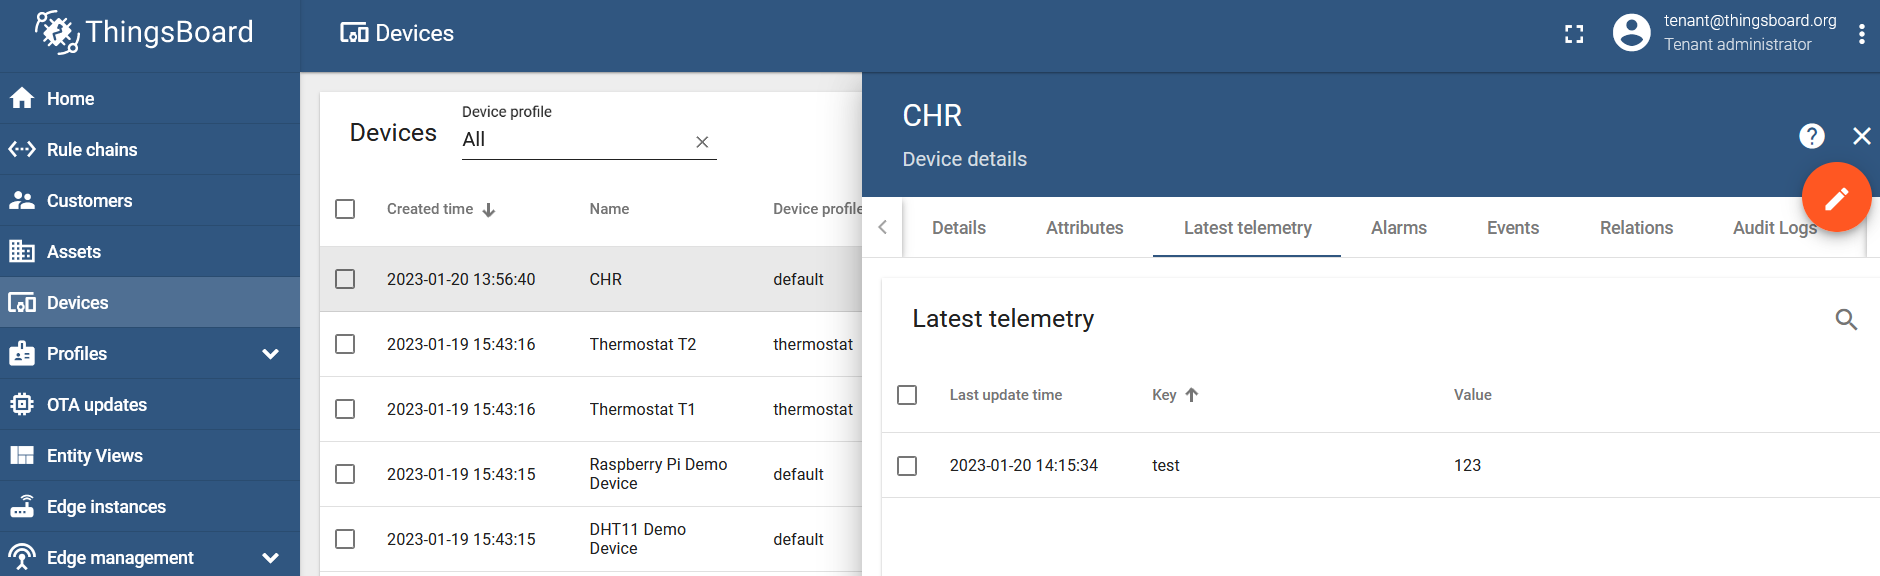 ThingsBoard
Devices
tenant@thingsboard.org
Tenant administrator
Home
Rule chains
Customers
Assets
Devices
Profiles
OTA updates
Entity Views
Edge instances
Edge management
Devices
Device profile
All
Created time Name Device profile
2023-01-20 13:56:40 CHR default
2023-01-19 15:43:16 Thermostat T2 thermostat
2023-01-19 15:43:16 Thermostat T1 thermostat
2023-01-19 15:43:15 Raspberry Pi Demo Device default
2023-01-19 15:43:15 DHT11 Demo Device default
CHR
Device details
Details Attributes Latest telemetry Alarms Events Relations Audit Logs
Latest telemetry
Last update time Key Value
2023-01-20 14:15:34 test 123